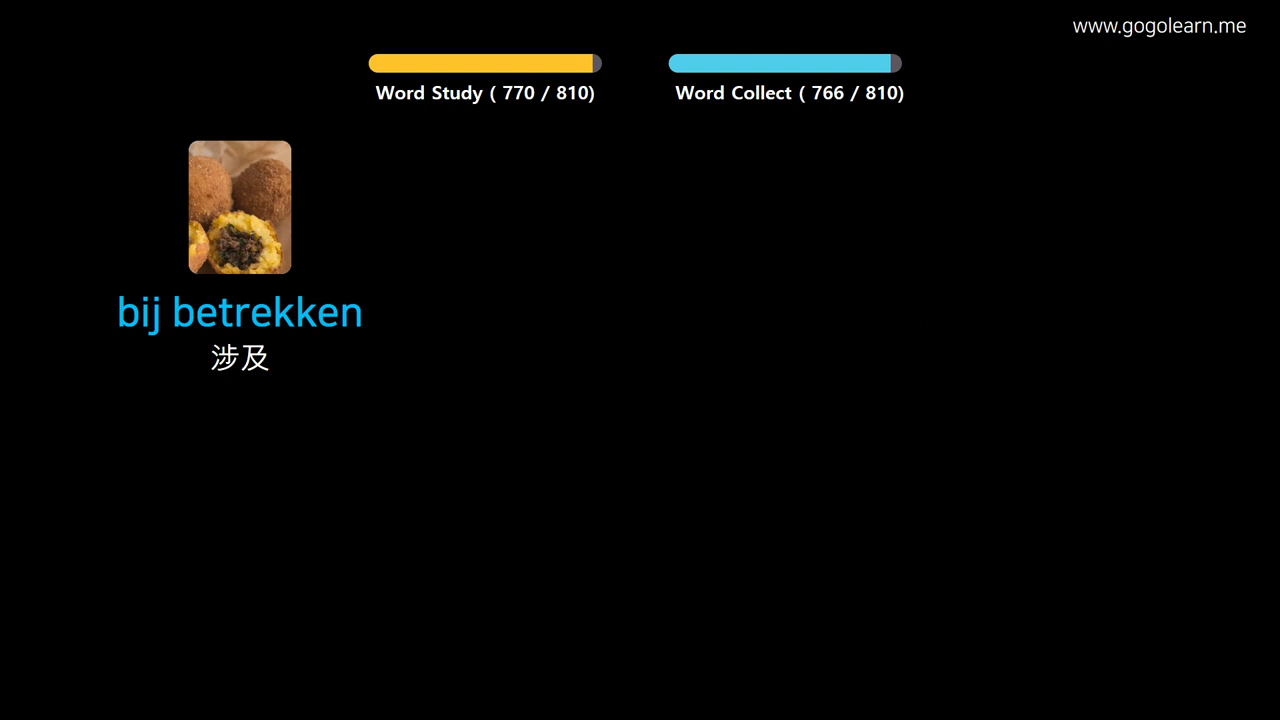 www.gogolearn.me
Word Study ( 770 / 810)
Word Collect ( 766 / 810)
bij betrekken
涉及